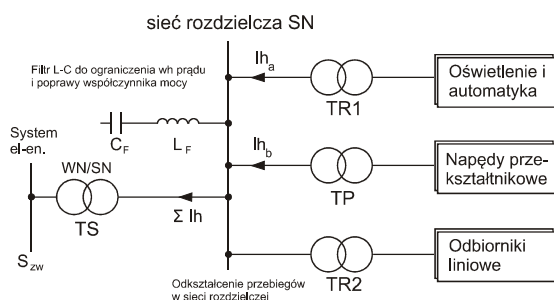 sieć rozdzielcza SN
Filtr L-C do ograniczenia wh prądu
i poprawy współczynnika mocy
Ih a
TR1
Oświetlenie i
automatyka
C F
L F
System
el-en.
WN/SN
TS
Σ Ih
Ih b
TP
Napędy prze-
kształtnikowe
S zw
TR2
Odbiorniki
liniowe
Odkształcenie przebiegów
w sieci rozdzielczej